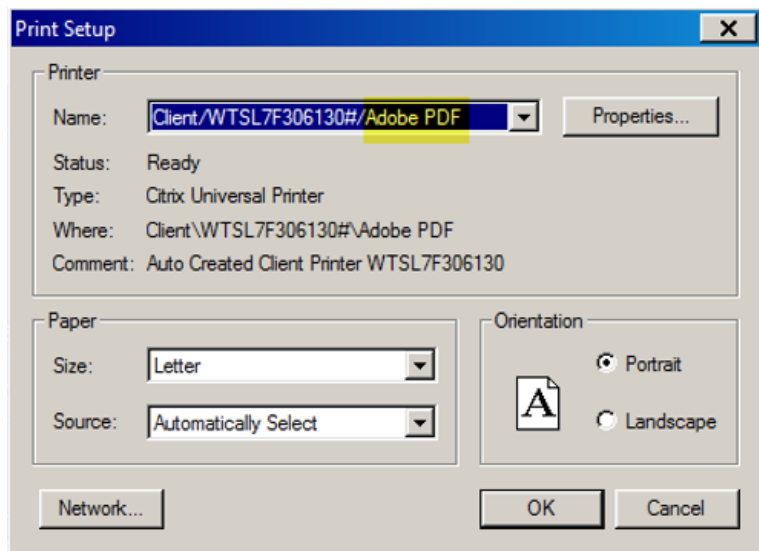 Print Setup
Printer
Name: Client/WTSL7F306130#/Adobe PDF Properties...
Status: Ready
Type: Citrix Universal Printer
Where: Client\WTSL7F306130#\Adobe PDF
Comment: Auto Created Client Printer WTSL7F306130
Paper
Size: Letter
Source: Automatically Select
Orientation
A
Portrait
Landscape
Network... OK Cancel